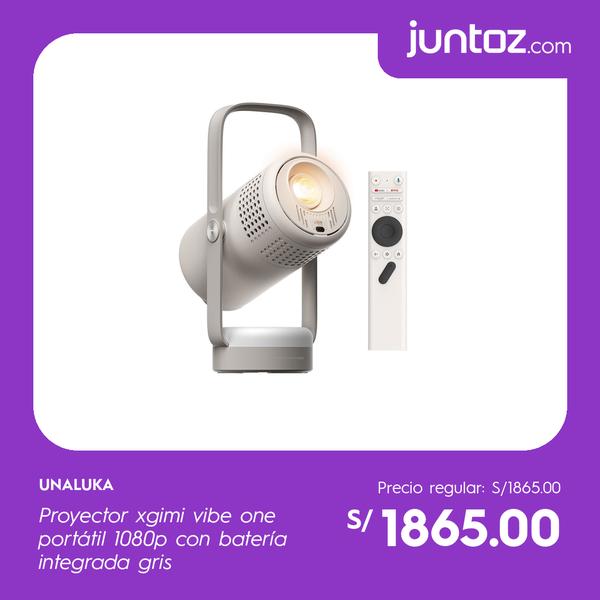 juntoz.com
UNALUKA
Proyector xgimi vibe one
portátil 1080p con batería
integrada gris
Precio regular: S/1865.00
S/ 1865.00